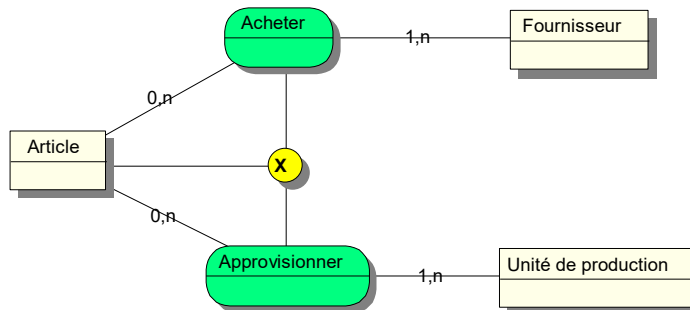 Acheter
Fournisseur
1,n
0,n
Article
X
0,n
Approvisionner
Unité de production
1,n